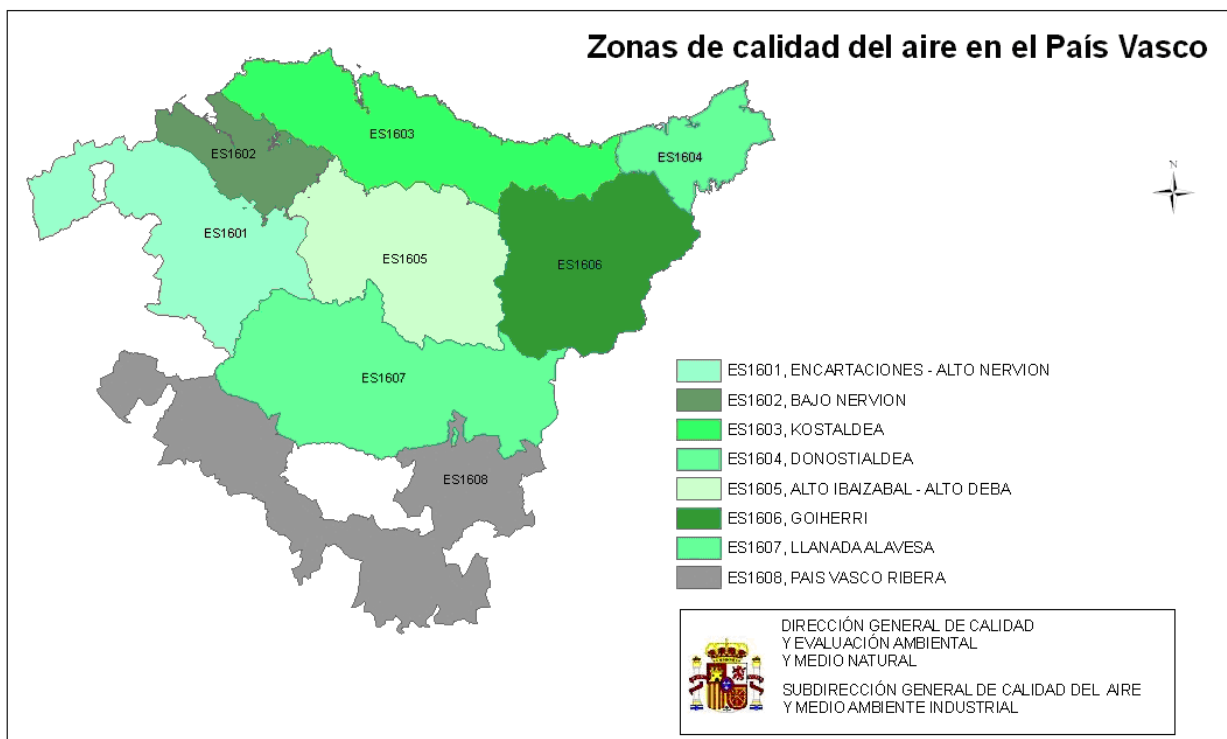 Zonas de calidad del aire en el País Vasco
ES1603
ES1602
ES1604
N
ES1601
ES1605
ES1606
ES1607
ES1608
ES1601, ENCARTACIONES - ALTO NERVION
ES1602, BAJO NERVION
ES1603, KOSTALDEA
ES1604, DONOSTIALDEA
ES1605, ALTO IBAIZABAL - ALTO DEBA
ES1606, GOIHERRI
ES1607, LLANADA ALAVESA
ES1608, PAIS VASCO RIBERA
DIRECCIÓN GENERAL DE CALIDAD
Y EVALUACIÓN AMBIENTAL
Y MEDIO NATURAL
SUBDIRECCIÓN GENERAL DE CALIDAD DEL AIRE
Y MEDIO AMBIENTE INDUSTRIAL